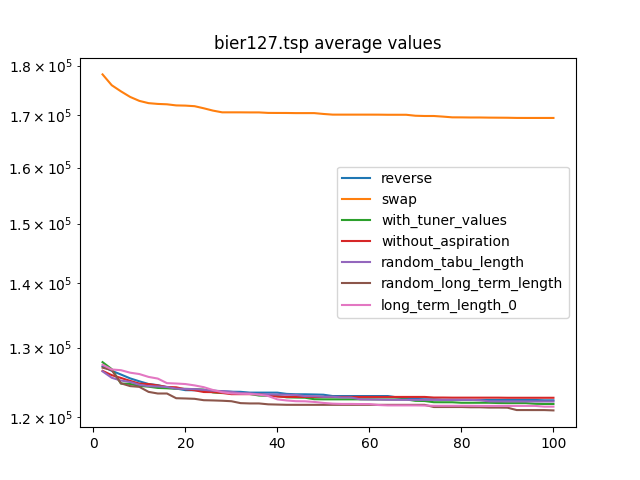 bier127.tsp average values
1.8 × 10⁵
1.7 × 10⁵
1.6 × 10⁵
1.5 × 10⁵
1.4 × 10⁵
1.3 × 10⁵
1.2 × 10⁵
reverse
swap
with_tuner_values
without_aspiration
random_tabu_length
random_long_term_length
long_term_length_0
0 20 40 60 80 100